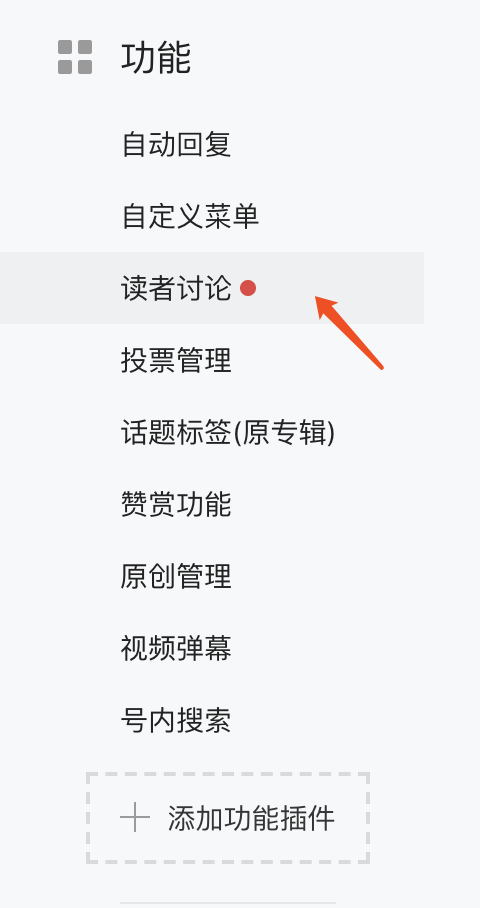 功能
自动回复
自定义菜单
读者讨论
投票管理
话题标签(原专辑)
赞赏功能
原创管理
视频弹幕
号内搜索
添加功能插件